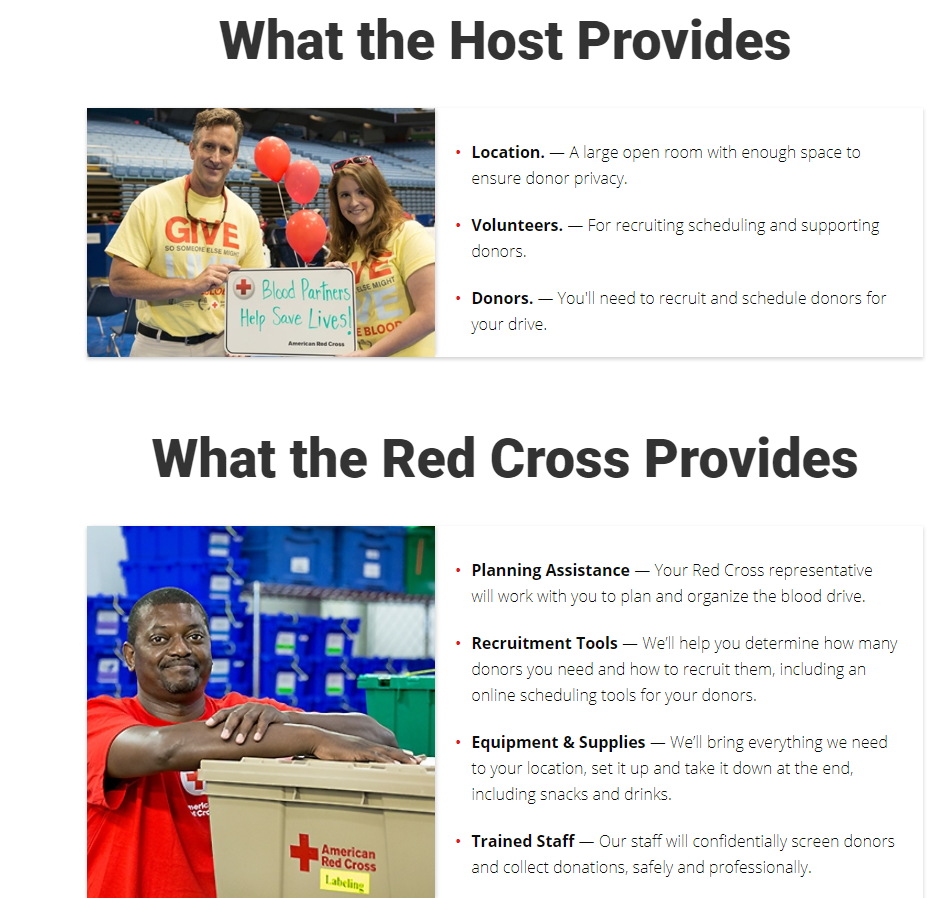 What the Host Provides
GIVE
SO SOMEONE ELSE MIGHT
Blood Partners
Help Save Lives!
American Red Cross
ELSE MIGHT
E BLOOD
• Location. — A large open room with enough space to
ensure donor privacy.
• Volunteers. — For recruiting scheduling and supporting
donors.
• Donors. — You'll need to recruit and schedule donors for
your drive.
What the Red Cross Provides
American
Red Cross
Labeling
• Planning Assistance — Your Red Cross representative
will work with you to plan and organize the blood drive.
• Recruitment Tools — We’ll help you determine how many
donors you need and how to recruit them, including an
online scheduling tools for your donors.
• Equipment & Supplies — We’ll bring everything we need
to your location, set it up and take it down at the end,
including snacks and drinks.
• Trained Staff — Our staff will confidentially screen donors
and collect donations, safely and professionally.